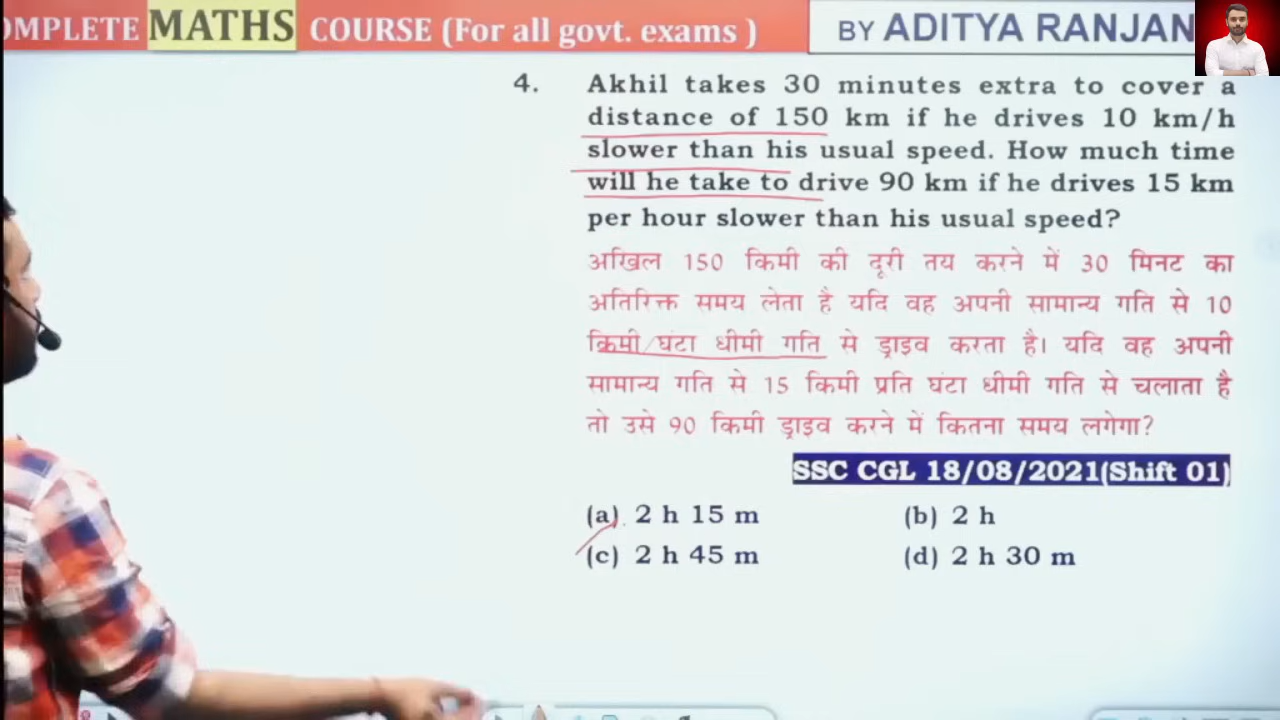 OMPLETE MATHS COURSE (For all govt. exams )
BY ADITYA RANJAN
4. Akhil takes 30 minutes extra to cover a
distance of 150 km if he drives 10 km/h
slower than his usual speed. How much time
will he take to drive 90 km if he drives 15 km
per hour slower than his usual speed?
अखिल 150 किमी की दूरी तय करने में 30 मिनट का
अतिरिक्त समय लेता है यदि वह अपनी सामान्य गति से 10
किमी/घंटा धीमी गति से ड्राइव करता है। यदि वह अपनी
सामान्य गति से 15 किमी प्रति घंटा धीमी गति से चलाता है
तो उसे 90 किमी ड्राइव करने में कितना समय लगेगा?
SSC CGL 18/08/2021(Shift 01)
(a) 2 h 15 m (b) 2 h
(c) 2 h 45 m (d) 2 h 30 m